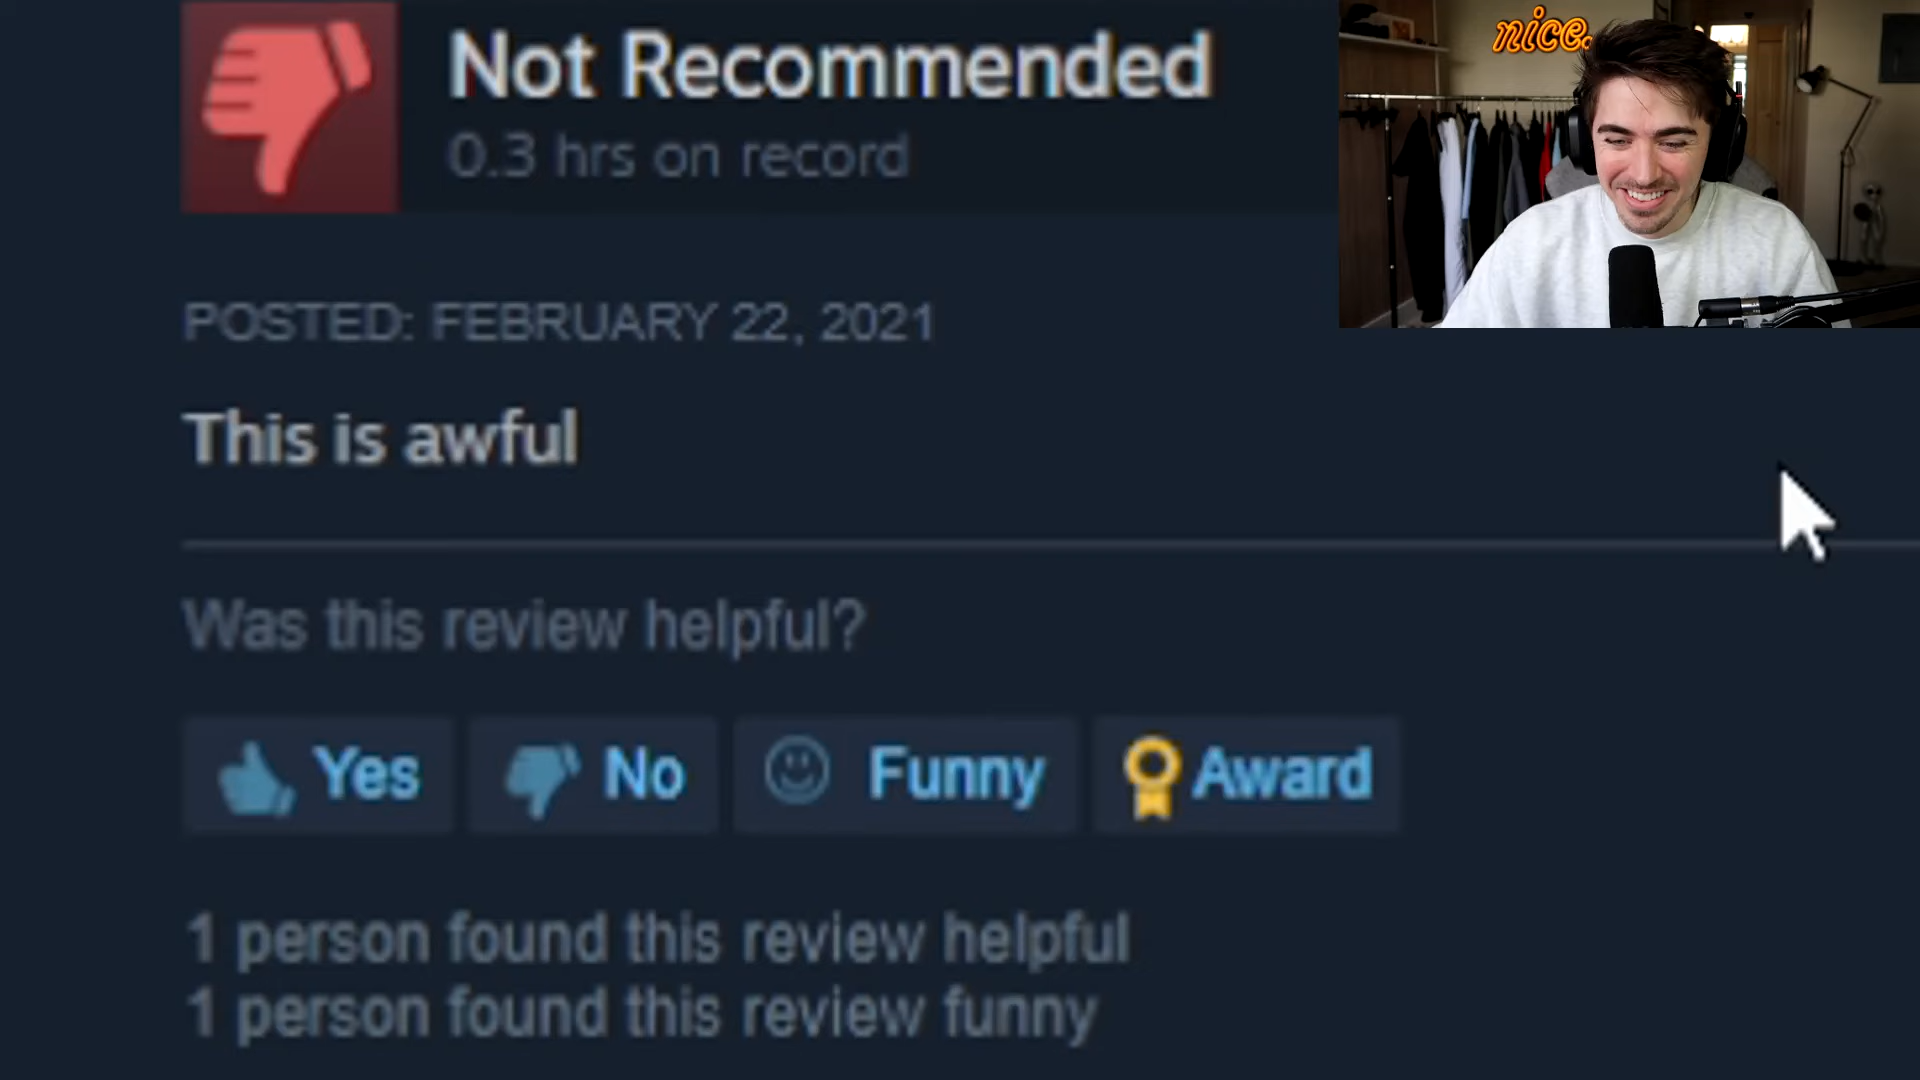 Not Recommended
0.3 hrs on record
nice.
POSTED: FEBRUARY 22, 2021
This is awful
Was this review helpful?
Yes No Funny Award
1 person found this review helpful
1 person found this review funny